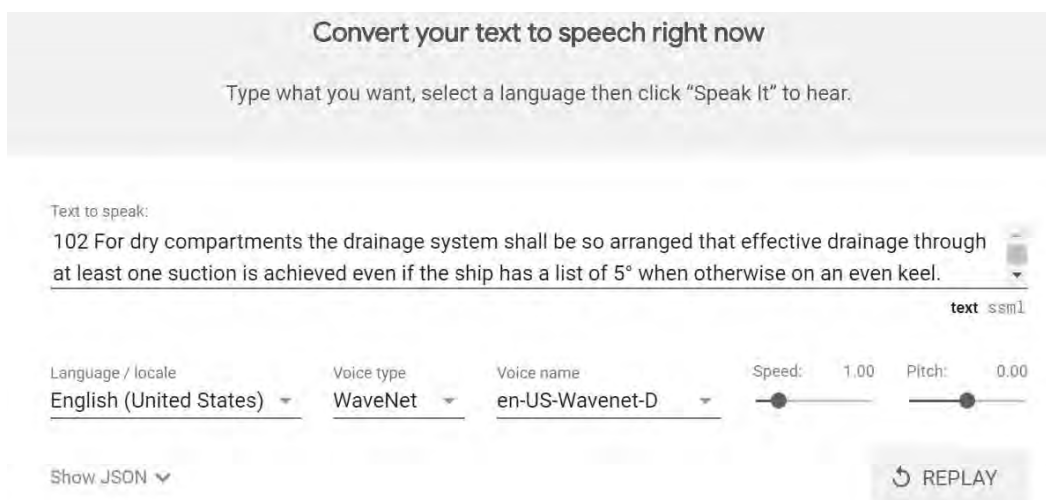 Convert your text to speech right now
Type what you want, select a language then click “Speak It” to hear.
Text to speak:
102 For dry compartments the drainage system shall be so arranged that effective drainage through
at least one suction is achieved even if the ship has a list of 5° when otherwise on an even keel.
text ssml
Language / locale Voice type Voice name Speed: 1.00 Pitch: 0.00
English (United States) WaveNet en-US-Wavenet-D
Show JSON REPLAY